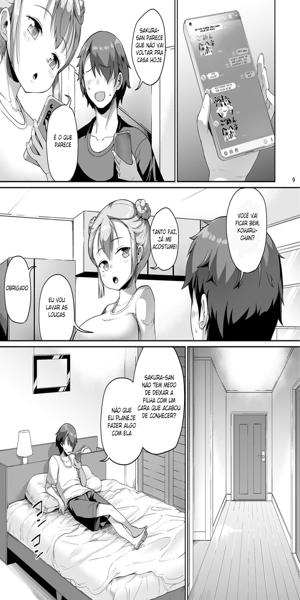 SAKURA-
SAN PARECE
QUE NÃO VAI
VOLTAR PRA
CASA HOJE
É O QUE
PARECE
9
VOCÊ
VAI FICAR BEM,
KOHARU-
CHAN?
TANTO FAZ,
JÁ ME
ACOSTUMEI
EU VOU
LAVAR AS
LOUÇAS
OBRIGADO
SAKURA-SAN
NÃO TEM MEDO
DE DEIXAR A
FILHA COM UM
CARA QUE ACABOU
DE CONHECER?
NÃO QUE
EU PLANEJE
FAZER ALGO
COM ELA